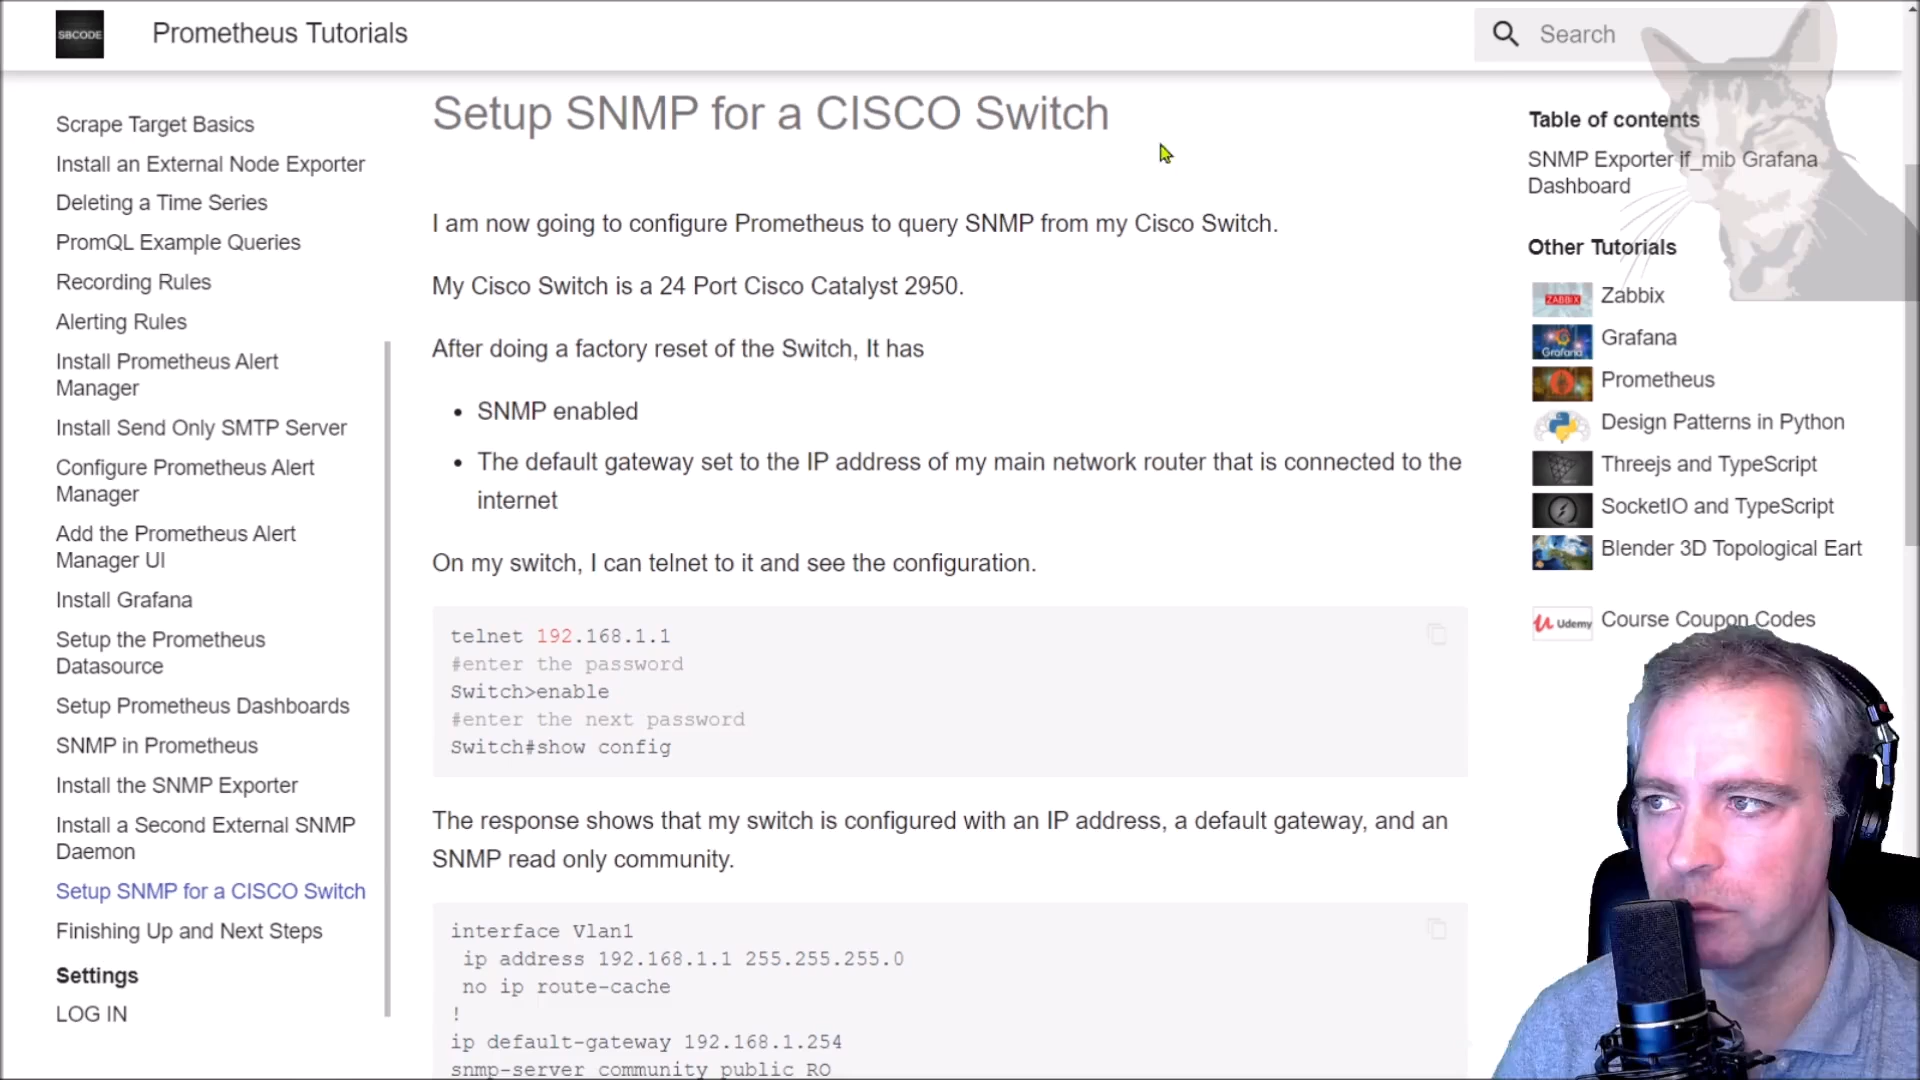 SBCODE
Prometheus Tutorials
Search
Scrape Target Basics
Install an External Node Exporter
Deleting a Time Series
PromQL Example Queries
Recording Rules
Alerting Rules
Install Prometheus Alert
Manager
Install Send Only SMTP Server
Configure Prometheus Alert
Manager
Add the Prometheus Alert
Manager UI
Install Grafana
Setup the Prometheus
Datasource
Setup Prometheus Dashboards
SNMP in Prometheus
Install the SNMP Exporter
Install a Second External SNMP
Daemon
Setup SNMP for a CISCO Switch
Finishing Up and Next Steps
Settings
LOG IN
Setup SNMP for a CISCO Switch
I am now going to configure Prometheus to query SNMP from my Cisco Switch.
My Cisco Switch is a 24 Port Cisco Catalyst 2950.
After doing a factory reset of the Switch, It has
• SNMP enabled
• The default gateway set to the IP address of my main network router that is connected to the
internet
On my switch, I can telnet to it and see the configuration.
telnet 192.168.1.1
#enter the password
Switch>enable
#enter the next password
Switch#show config
The response shows that my switch is configured with an IP address, a default gateway, and an
SNMP read only community.
interface Vlan1
ip address 192.168.1.1 255.255.255.0
no ip route-cache
!
ip default-gateway 192.168.1.254
snmp-server community public RO
Table of contents
SNMP Exporter if_mib Grafana
Dashboard
Other Tutorials
ZABBIX
Zabbix
Grafana
Grafana
Prometheus
Design Patterns in Python
Threejs and TypeScript
SocketIO and TypeScript
Blender 3D Topological Eart
Udemy
Course Coupon Codes